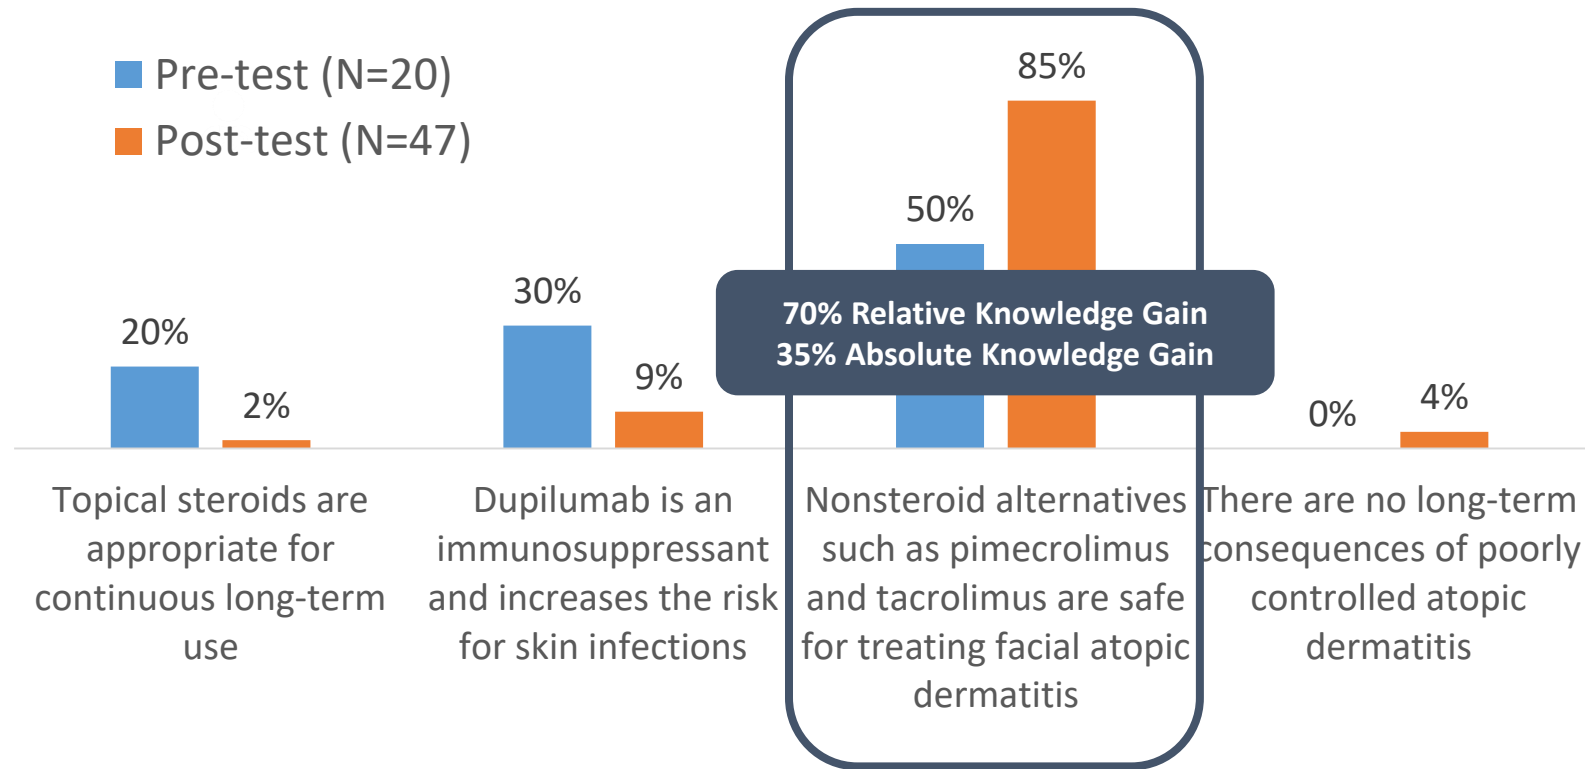 Pre-test (N=20)
Post-test (N=47)
20%
2%
30%
9%
50%
85%
0%
4%
70% Relative Knowledge Gain
35% Absolute Knowledge Gain
Topical steroids are
appropriate for
continuous long-term
use
Dupilumab is an
immunosuppressant
and increases the risk
for skin infections
Nonsteroid alternatives
such as pimecrolimus
and tacrolimus are safe
for treating facial atopic
dermatitis
There are no long-term
consequences of poorly
controlled atopic
dermatitis